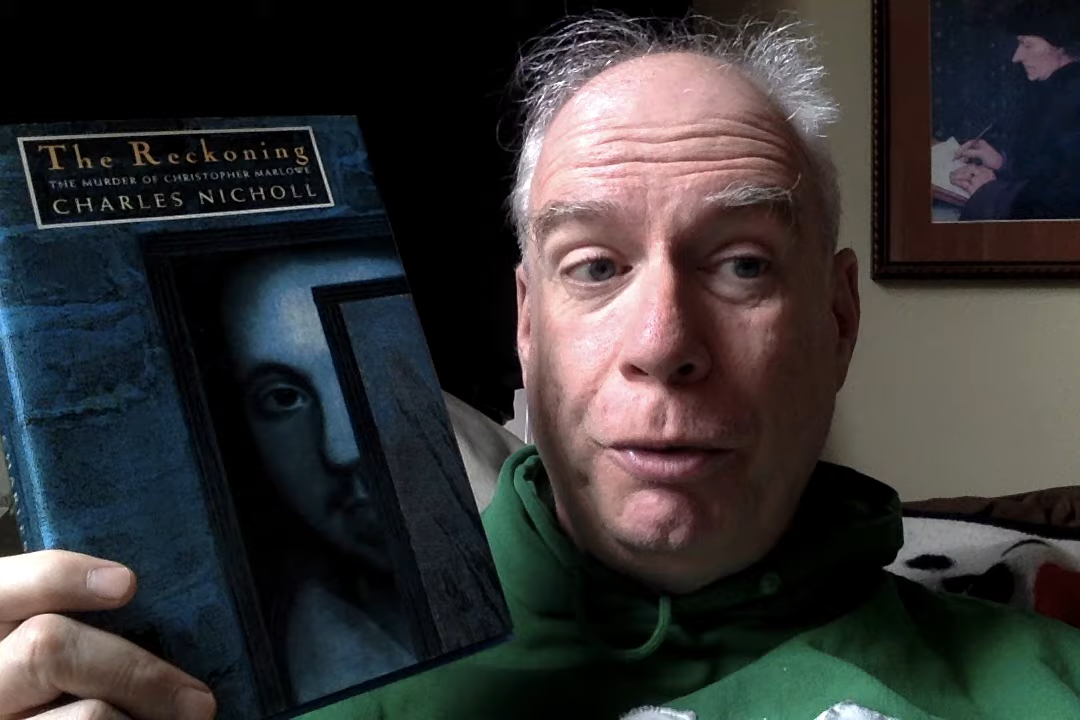 The Reckoning
THE MURDER OF CHRISTOPHER MARLOWE
CHARLES NICHOLL